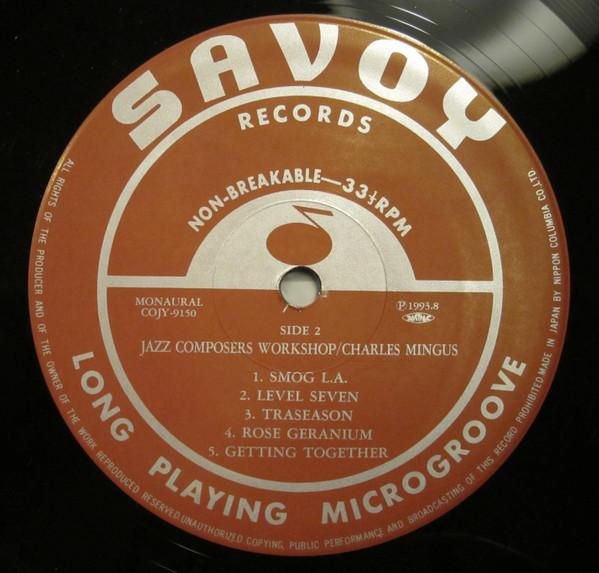 SAVOY
RECORDS
NON-BREAKABLE—33⅓RPM
MONAURAL
COJY-9150
Ⓟ1993.8
SIDE 2
JAZZ COMPOSERS WORKSHOP/CHARLES MINGUS
1. SMOG L.A.
2. LEVEL SEVEN
3. TRASEASON
4. ROSE GERANIUM
5. GETTING TOGETHER
LONG PLAYING MICROGROOVE
ALL RIGHTS OF THE PRODUCER AND OF THE OWNER OF THE WORK REPRODUCED RESERVED.UNAUTHORIZED COPYING, PUBLIC PERFORMANCE AND BROADCASTING OF THIS RECORD PROHIBITED.MADE IN JAPAN BY NIPPON COLUMBIA CO.,LTD.